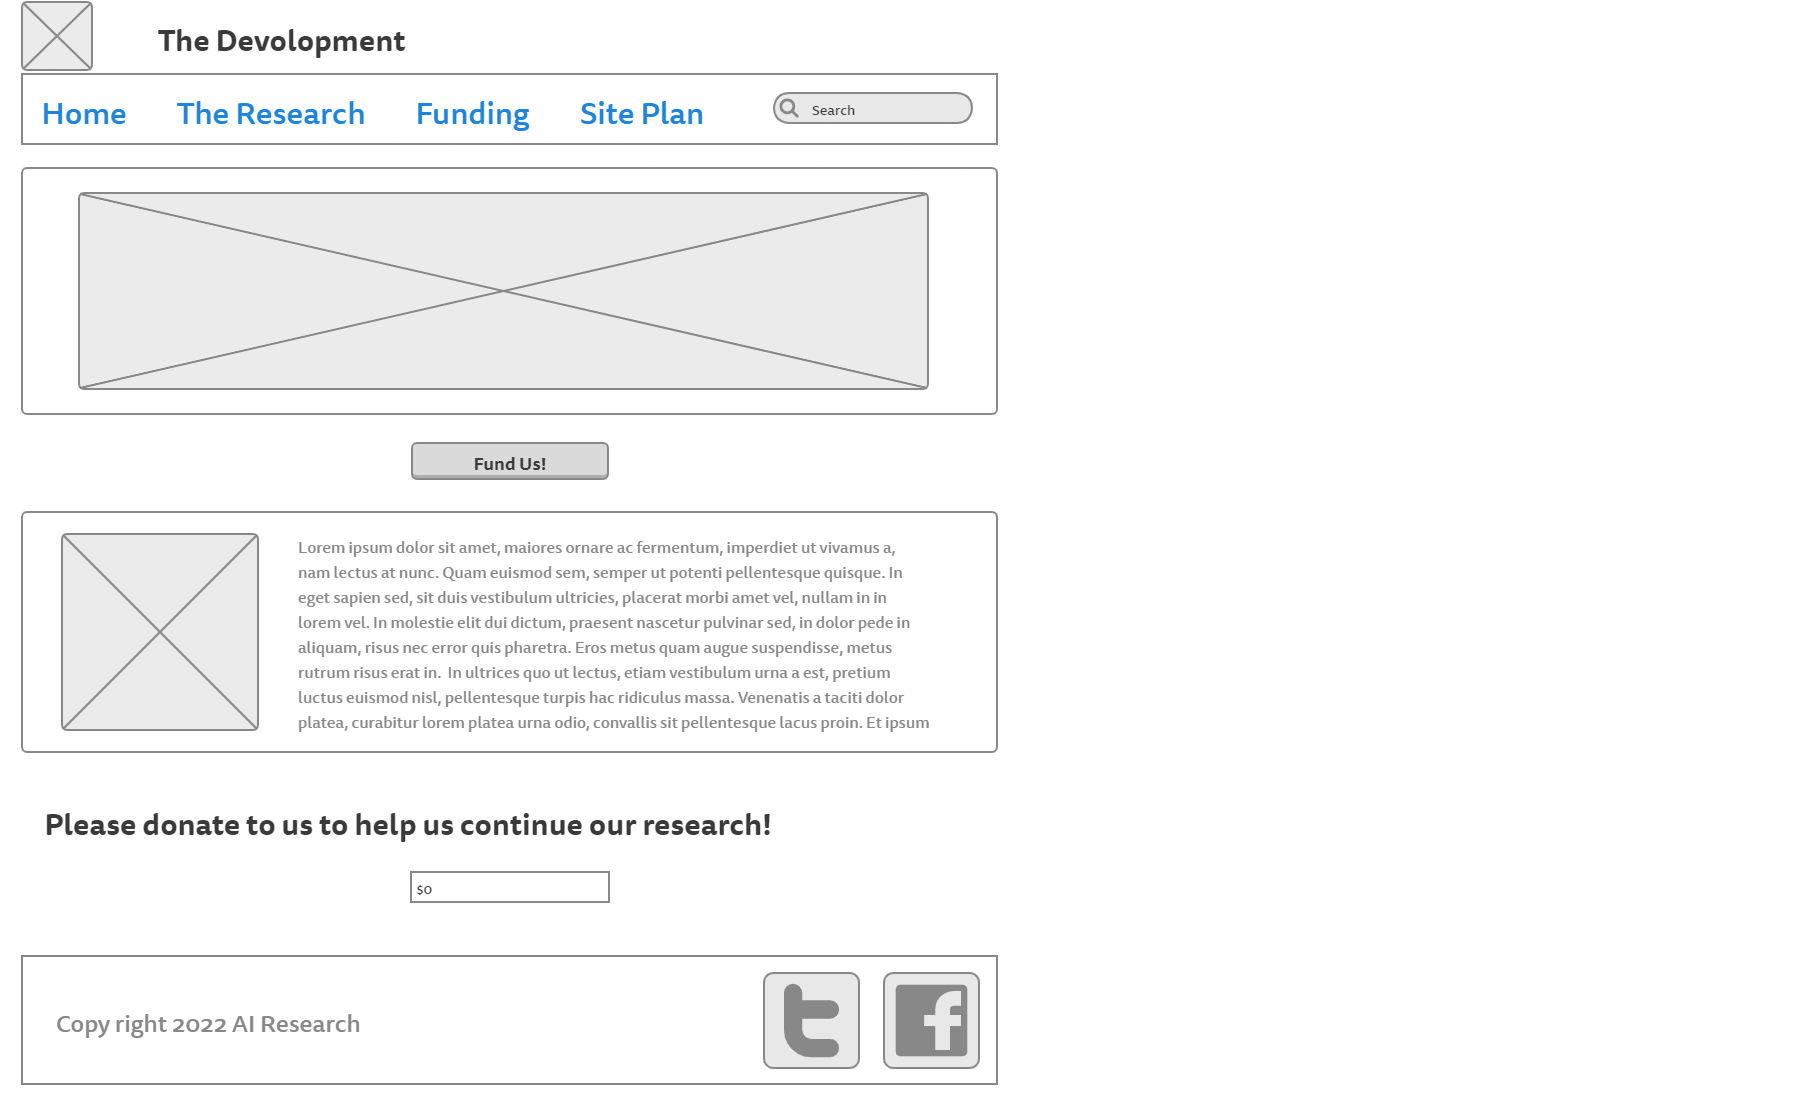 The Devolopment
Home The Research Funding Site Plan Search
Fund Us!
Lorem ipsum dolor sit amet, maiores ornare ac fermentum, imperdiet ut vivamus a,
nam lectus at nunc. Quam euismod sem, semper ut potenti pellentesque quisque. In
eget sapien sed, sit duis vestibulum ultricies, placerat morbi amet vel, nullam in in
lorem vel. In molestie elit dui dictum, praesent nascetur pulvinar sed, in dolor pede in
aliquam, risus nec error quis pharetra. Eros metus quam augue suspendisse, metus
rutrum risus erat in.  In ultrices quo ut lectus, etiam vestibulum urna a est, pretium
luctus euismod nisl, pellentesque turpis hac ridiculus massa. Venenatis a taciti dolor
platea, curabitur lorem platea urna odio, convallis sit pellentesque lacus proin. Et ipsum
Please donate to us to help us continue our research!
$0
Copy right 2022 AI Research